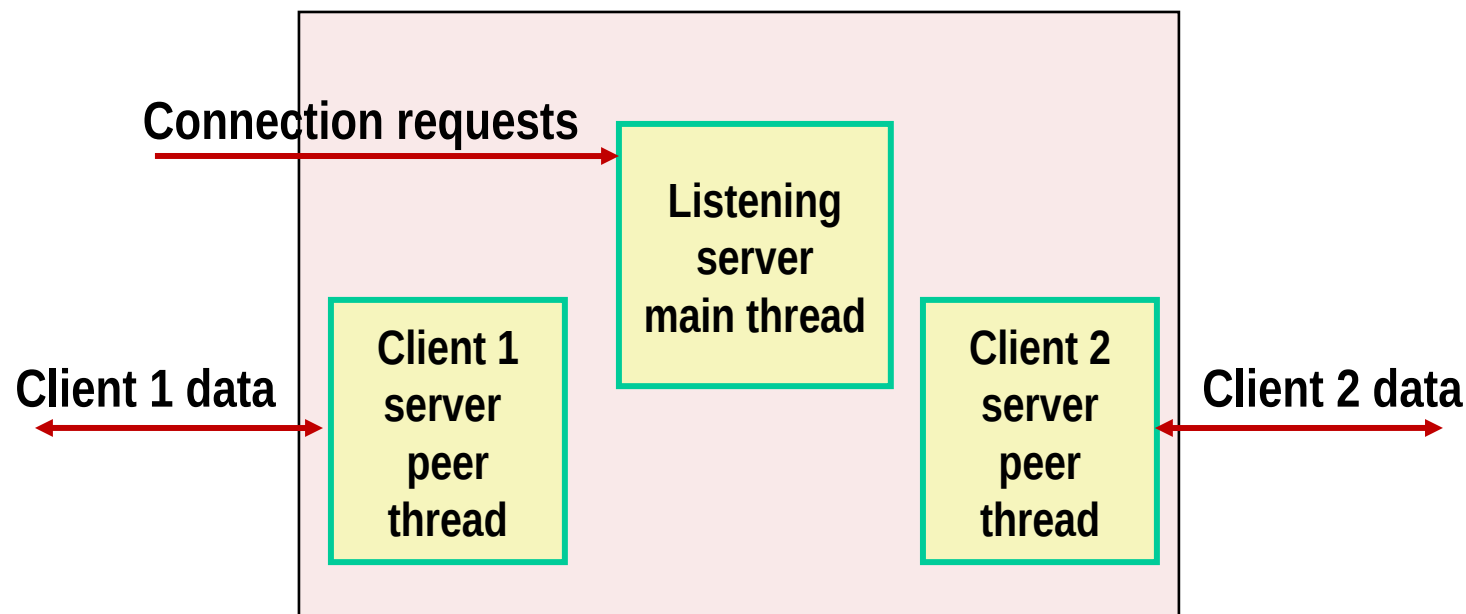 Connection requests
Listening
server
main thread
Client 1 data
Client 1
server
peer
thread
Client 2
server
peer
thread
Client 2 data